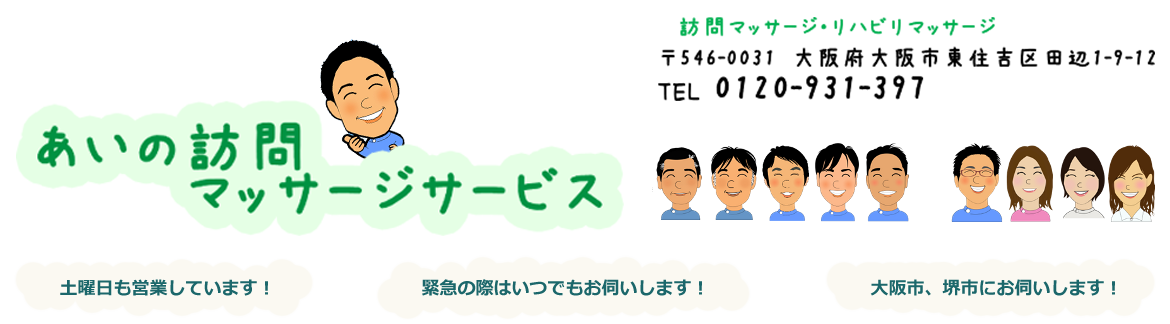 あいの訪問
マッサージサービス
訪問マッサージ・リハビリマッサージ
〒546-0031 大阪府大阪市東住吉区田辺1-9-12
TEL 0120-931-397
土曜日も営業しています！
緊急の際はいつでもお伺いします！
大阪市、堺市にお伺いします！